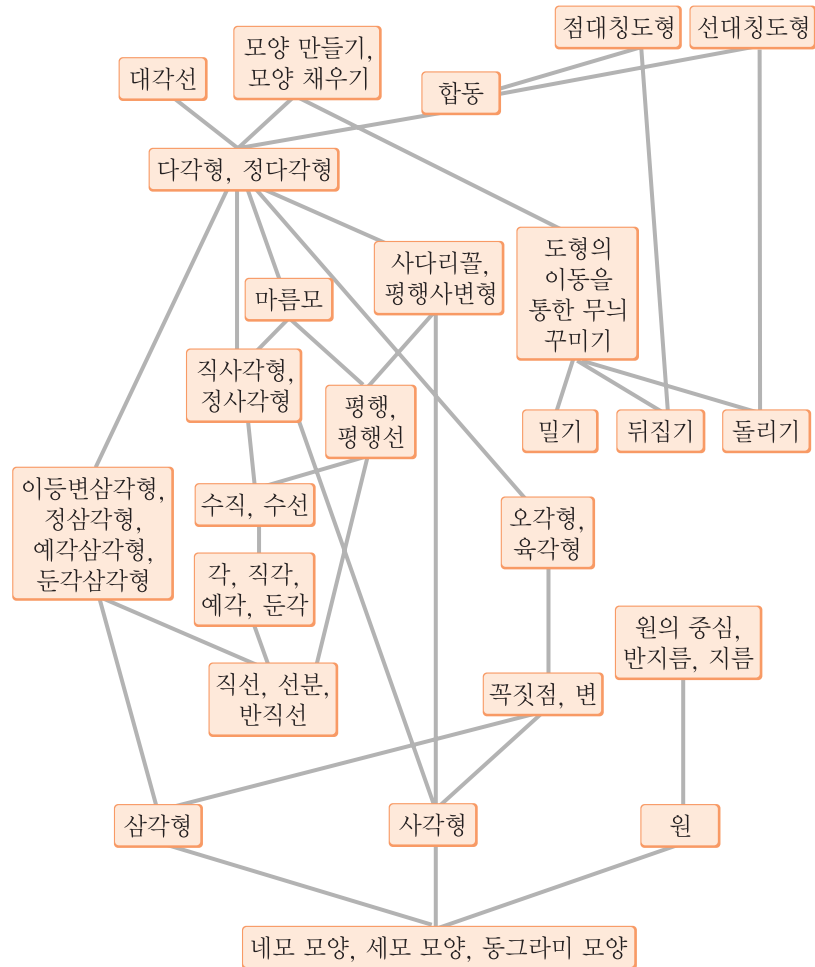 점대칭도형
선대칭도형
모양 만들기,
모양 채우기
대각선
합동
다각형, 정다각형
사다리꼴,
평행사변형
도형의
이동을
통한 무늬
꾸미기
마름모
직사각형,
정사각형
평행,
평행선
밀기
뒤집기
돌리기
이등변삼각형,
정삼각형,
예각삼각형,
둔각삼각형
수직, 수선
오각형,
육각형
각, 직각,
예각, 둔각
원의 중심,
반지름, 지름
직선, 선분,
반직선
꼭짓점, 변
삼각형
사각형
원
네모 모양, 세모 모양, 동그라미 모양